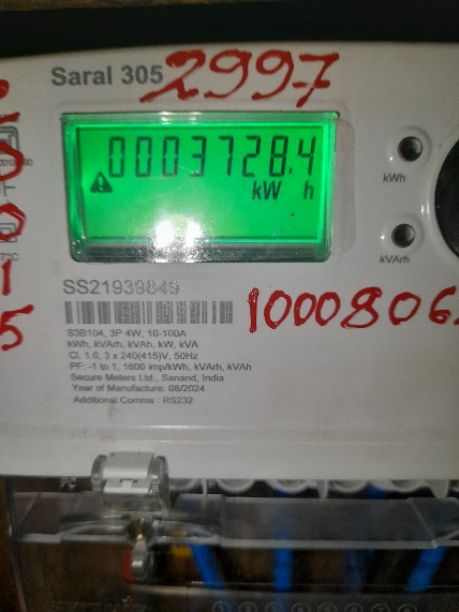 Saral 305
2997
0003728.4
kW h
kWh
kVArh
SS21939849
1000806
S3B104, 3P 4W, 10-100A
kWh, kVArh, kVAh, kW, kVA
Cl. 1.0, 3 x 240(415)V, 50Hz
PF: -1 to 1, 1600 imp/kWh, kVArh, kVAh
Secure Meters Ltd., Sanand, India
Year of Manufacture: 08/2024
Additional Comms : RS232